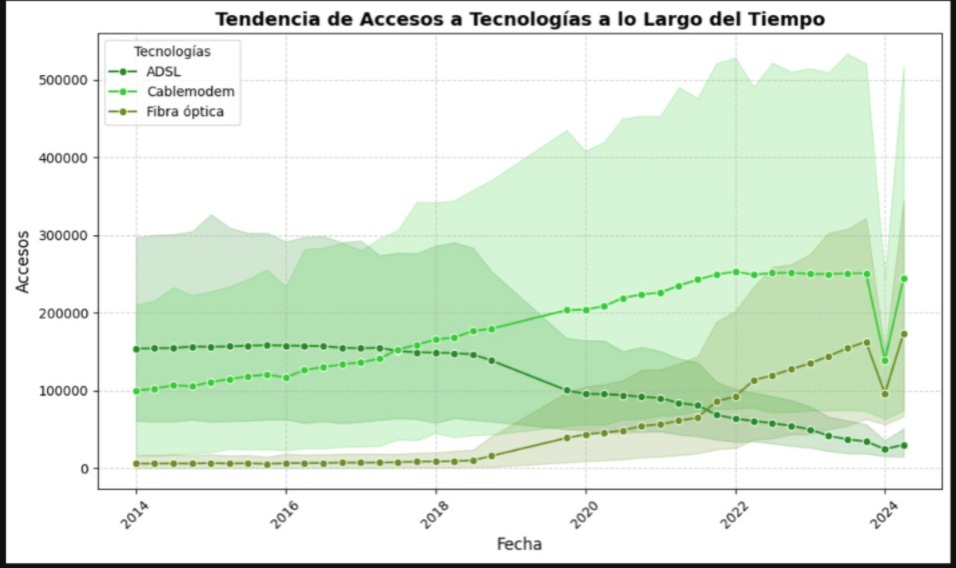 Tendencia de Accesos a Tecnologías a lo Largo del Tiempo
Tecnologías
ADSL
Cablemodem
Fibra óptica
Accesos
500000
400000
300000
200000
100000
0
2014
2016
2018
2020
2022
2024
Fecha